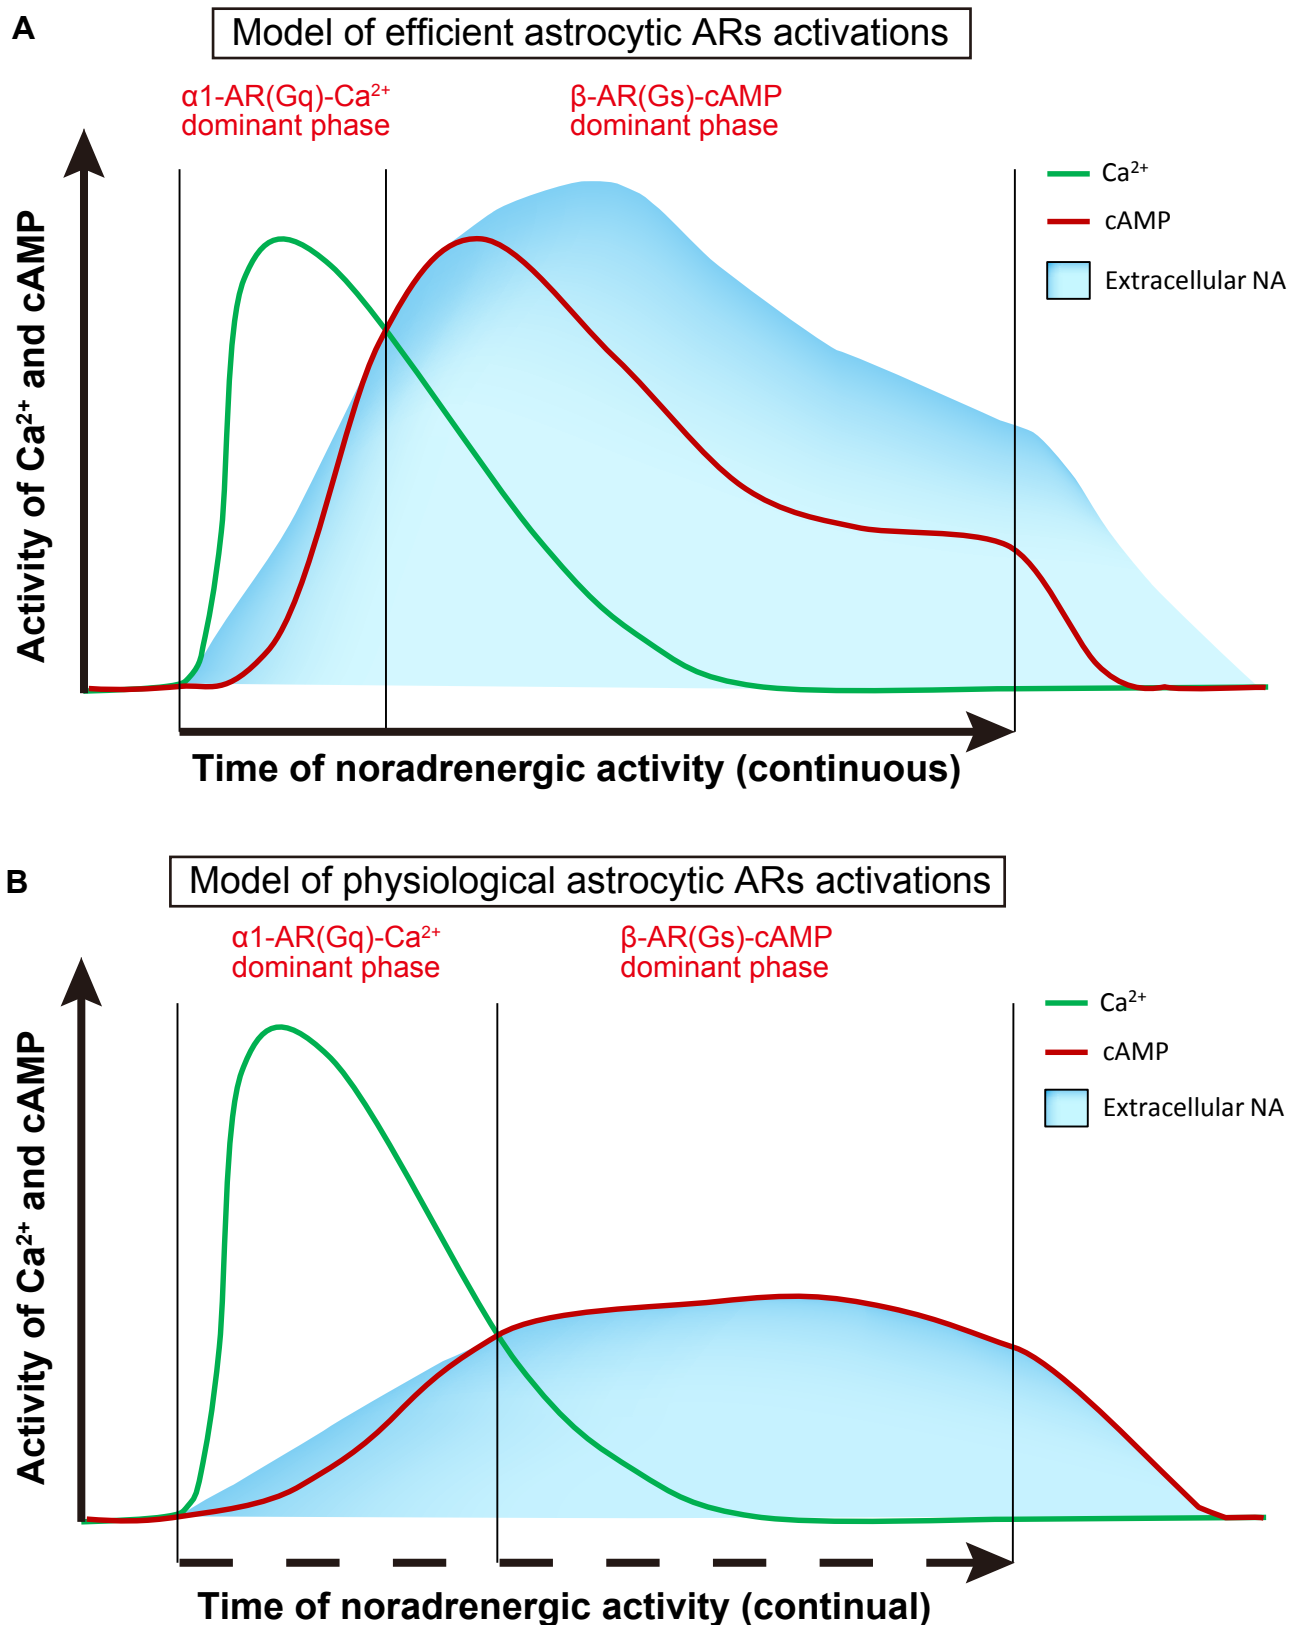 A
Model of efficient astrocytic ARs activations
α1-AR(Gq)-Ca²⁺
dominant phase
β-AR(Gs)-cAMP
dominant phase
Activity of Ca²⁺ and cAMP
Ca²⁺
cAMP
Extracellular NA
Time of noradrenergic activity (continuous)
B
Model of physiological astrocytic ARs activations
α1-AR(Gq)-Ca²⁺
dominant phase
β-AR(Gs)-cAMP
dominant phase
Activity of Ca²⁺ and cAMP
Ca²⁺
cAMP
Extracellular NA
Time of noradrenergic activity (continual)